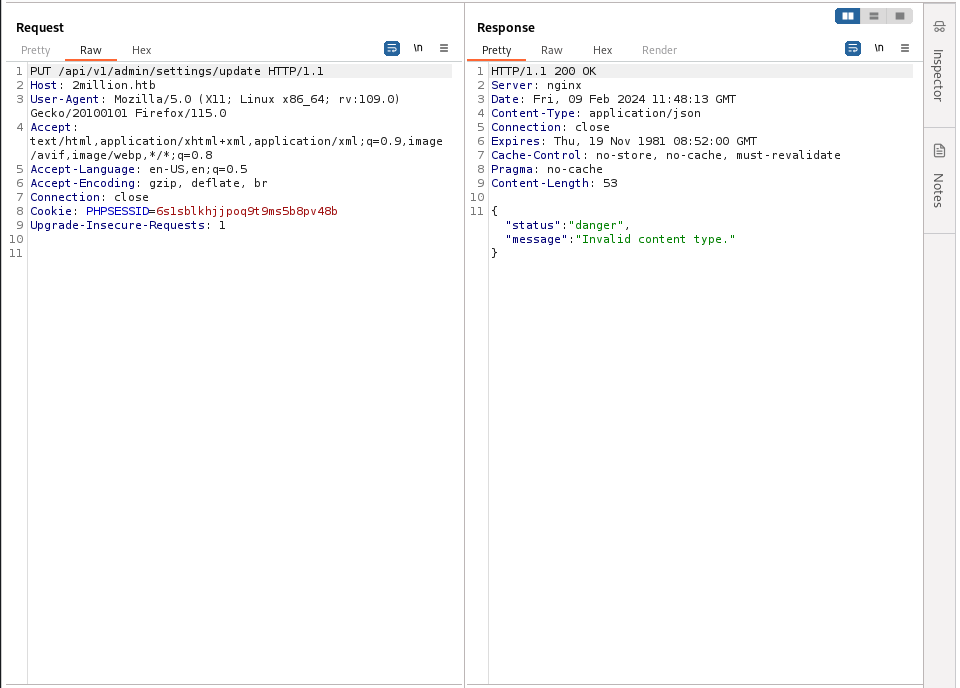 Request
Pretty Raw Hex \n
1 PUT /api/v1/admin/settings/update HTTP/1.1
2 Host: 2million.htb
3 User-Agent: Mozilla/5.0 (X11; Linux x86_64; rv:109.0)
Gecko/20100101 Firefox/115.0
4 Accept:
text/html,application/xhtml+xml,application/xml;q=0.9,image
/avif,image/webp,*/*;q=0.8
5 Accept-Language: en-US,en;q=0.5
6 Accept-Encoding: gzip, deflate, br
7 Connection: close
8 Cookie: PHPSESSID=6s1sblkhjjpoq9t9ms5b8pv48b
9 Upgrade-Insecure-Requests: 1
10
11
Response
Pretty Raw Hex Render \n
1 HTTP/1.1 200 OK
2 Server: nginx
3 Date: Fri, 09 Feb 2024 11:48:13 GMT
4 Content-Type: application/json
5 Connection: close
6 Expires: Thu, 19 Nov 1981 08:52:00 GMT
7 Cache-Control: no-store, no-cache, must-revalidate
8 Pragma: no-cache
9 Content-Length: 53
10
11 {
"status":"danger",
"message":"Invalid content type."
}
Inspector
Notes